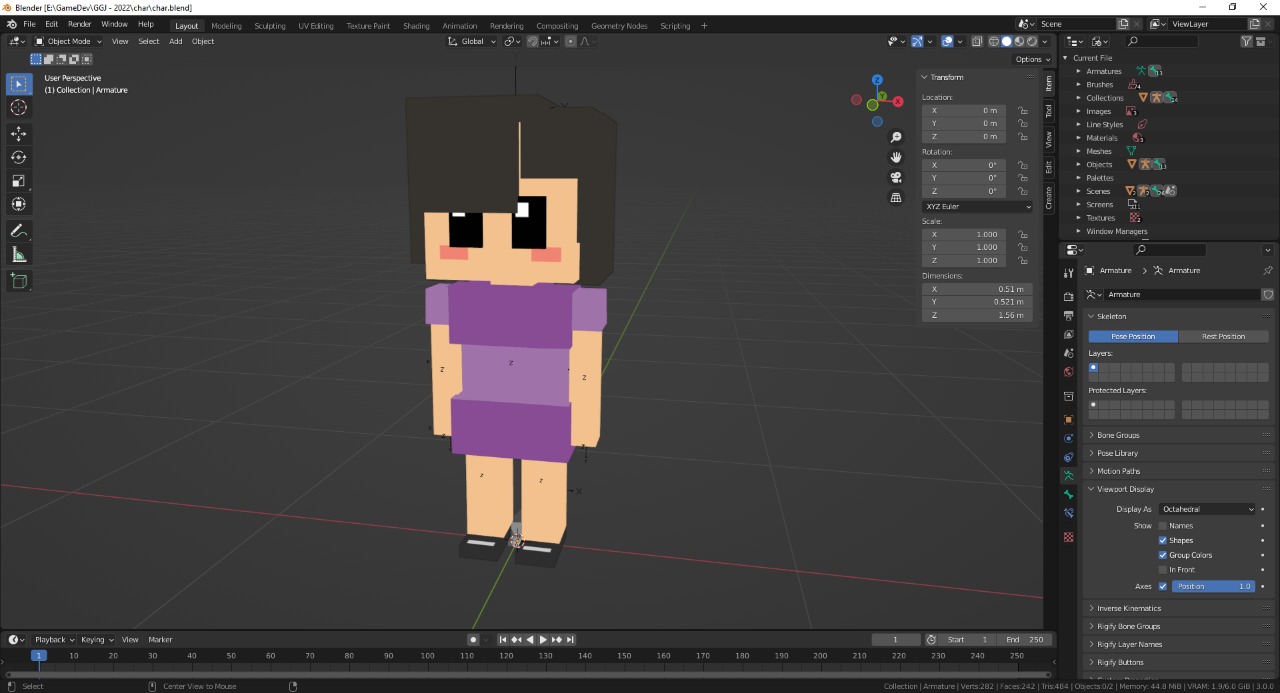 Blender [E:\GameDev\GGJ - 2022\char\char.blend]
File Edit Render Window Help Layout Modeling Sculpting UV Editing Texture Paint Shading Animation Rendering Compositing Geometry Nodes Scripting + Scene ViewLayer
Object Mode View Select Add Object Global
Options
User Perspective
(1) Collection | Armature
Z
Y
X
Transform
Location:
X 0 m
Y 0 m
Z 0 m
Rotation:
X 0°
Y 0°
Z 0°
XYZ Euler
Scale:
X 1.000
Y 1.000
Z 1.000
Dimensions:
X 0.51 m
Y 0.521 m
Z 1.56 m
Item
Tool
View
Edit
Create
Current File
Armatures
Brushes
Collections
Images
Line Styles
Materials
Meshes
Objects
Palettes
Scenes
Screens
Textures
Window Managers
Armature > Armature
Armature
Skeleton
Pose Position Rest Position
Layers:
Protected Layers:
Bone Groups
Pose Library
Motion Paths
Viewport Display
Display As Octahedral
Show Names
Shapes
Group Colors
In Front
Axes Position 1.0
Inverse Kinematics
Rigify Bone Groups
Rigify Layer Names
Rigify Buttons
Playback Keying View Marker 1 Start 1 End 250
1 10 20 30 40 50 60 70 80 90 100 110 120 130 140 150 160 170 180 190 200 210 220 230 240 250
Select Center View to Mouse Collection | Armature | Verts:282 | Faces:242 | Tris:484 | Objects:0/2 | Memory: 44.8 MiB | VRAM: 1.9/6.0 GiB | 3.0.0